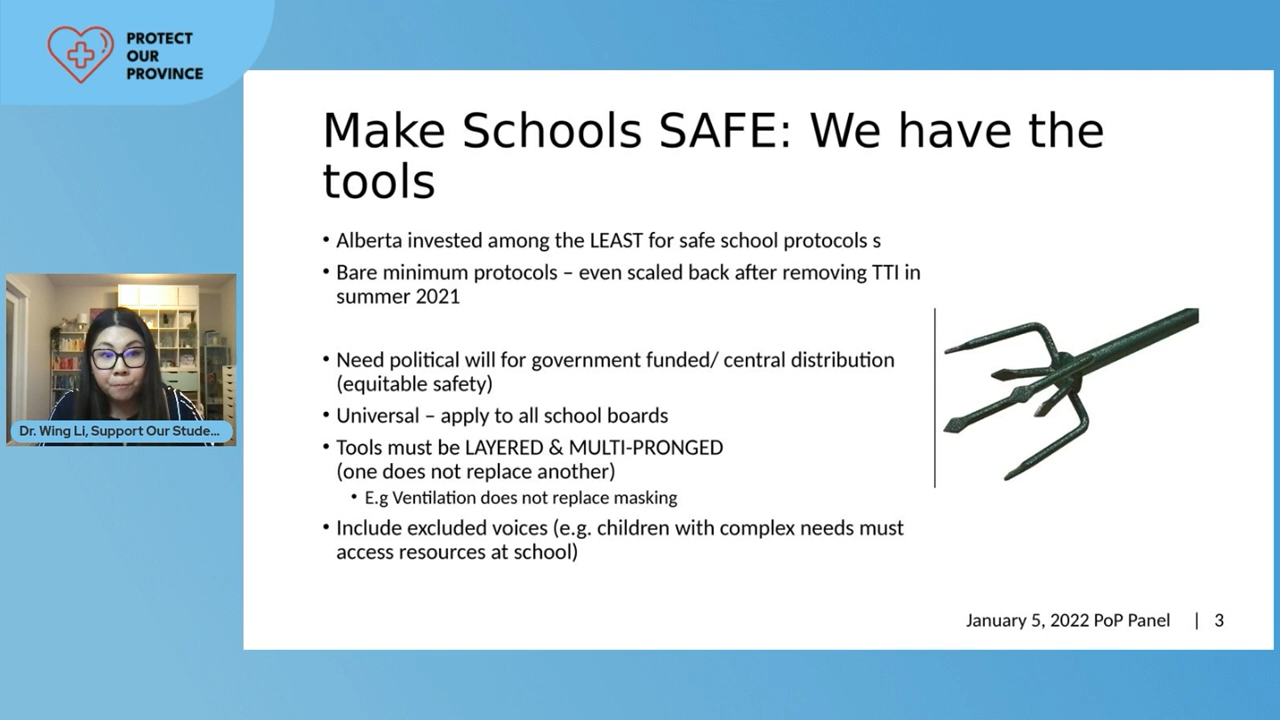 PROTECT
OUR
PROVINCE
Make Schools SAFE: We have the
tools
• Alberta invested among the LEAST for safe school protocols s
• Bare minimum protocols – even scaled back after removing TTI in
summer 2021
• Need political will for government funded/ central distribution
(equitable safety)
• Universal – apply to all school boards
• Tools must be LAYERED & MULTI-PRONGED
(one does not replace another)
• E.g Ventilation does not replace masking
• Include excluded voices (e.g. children with complex needs must
access resources at school)
Dr. Wing Li, Support Our Stude...
January 5, 2022 PoP Panel | 3